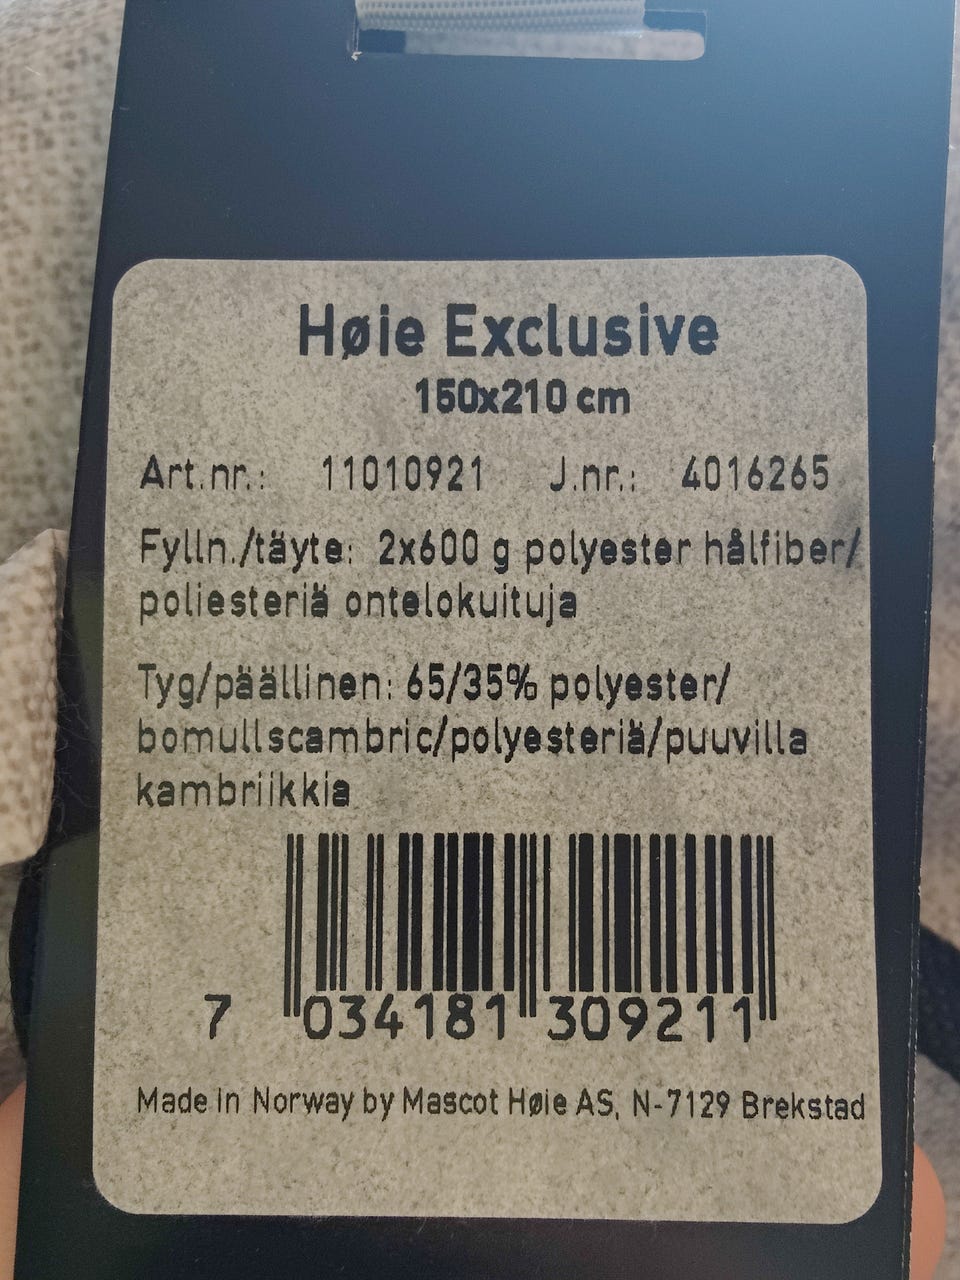 Høie Exclusive
150x210 cm
Art.nr.: 11010921 J.nr.: 4016265
Fylln./täyte: 2x600 g polyester hålfiber/
poliesteriä ontelokuituja
Tyg/päällinen: 65/35% polyester/
bomullscambric/polyesteriä/puuvilla
kambriikkia
7 034181 309211
Made in Norway by Mascot Høie AS, N-7129 Brekstad